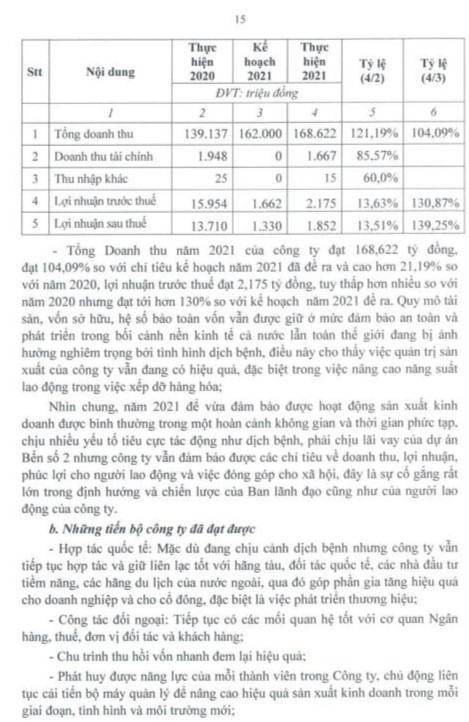 15
Stt | Nội dung | Thực hiện 2020 | Kế hoạch 2021 | Thực hiện 2021 | Tỷ lệ (4/2) | Tỷ lệ (4/3)
ĐVT: triệu đồng
1 | 2 | 3 | 4 | 5 | 6
1 | Tổng doanh thu | 139.137 | 162.000 | 168.622 | 121,19% | 104,09%
2 | Doanh thu tài chính | 1.948 | 0 | 1.667 | 85,57%
3 | Thu nhập khác | 25 | 0 | 15 | 60,0%
4 | Lợi nhuận trước thuế | 15.954 | 1.662 | 2.175 | 13,63% | 130,87%
5 | Lợi nhuận sau thuế | 13.710 | 1.330 | 1.852 | 13,51% | 139,25%
- Tổng Doanh thu năm 2021 của công ty đạt 168,622 tỷ đồng,
đạt 104,09% so với chỉ tiêu kế hoạch năm 2021 đã đề ra và cao hơn 21,19% so
với năm 2020, lợi nhuận trước thuế đạt 2,175 tỷ đồng, tuy thấp hơn nhiều so với
năm 2020 nhưng đạt tới hơn 130% so với kế hoạch năm 2021 đề ra. Quy mô tài
sản, vốn sở hữu, hệ số bảo toàn vốn vẫn được giữ ở mức đảm bảo an toàn và
phát triển trong bối cảnh nền kinh tế cả nước lẫn toàn thế giới đang bị ảnh
hưởng nghiêm trọng bởi tình hình dịch bệnh, điều này cho thấy việc quản trị sản
xuất của công ty vẫn đang có hiệu quả, đặc biệt trong việc nâng cao năng suất
lao động trong việc xếp dỡ hàng hóa;
Nhìn chung, năm 2021 để vừa đảm bảo được hoạt động sản xuất kinh
doanh được bình thường trong một hoàn cảnh không gian và thời gian phức tạp,
chịu nhiều yếu tố tiêu cực tác động như dịch bệnh, phải chịu lãi vay của dự án
Bến số 2 nhưng công ty vẫn đảm bảo được các chỉ tiêu về doanh thu, lợi nhuận,
phúc lợi cho người lao động và việc đóng góp cho xã hội, đây là sự cố gắng rất
lớn trong định hướng và chiến lược của Ban lãnh đạo cũng như của người lao
động của công ty.
b. Những tiến bộ công ty đã đạt được
- Hợp tác quốc tế: Mặc dù đang chịu cảnh dịch bệnh nhưng công ty vẫn
tiếp tục hợp tác và giữ liên lạc tốt với hãng tàu, đối tác quốc tế, các nhà đầu tư
tiềm năng, các hãng du lịch của nước ngoài, qua đó góp phần gia tăng hiệu quả
cho doanh nghiệp và cho cổ đông, đặc biệt là việc phát triển thương hiệu;
- Công tác đối ngoại: Tiếp tục có các mối quan hệ tốt với cơ quan Ngân
hàng, thuế, đơn vị đối tác và khách hàng;
- Chu trình thu hồi vốn nhanh đem lại hiệu quả;
- Phát huy được năng lực của mỗi thành viên trong Công ty, chủ động liên
tục cải tiến bộ máy quản lý để nâng cao hiệu quả sản xuất kinh doanh trong mỗi
giai đoạn, tình hình và môi trường mới;